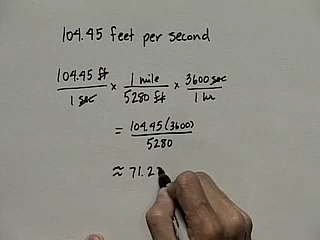 104.45 feet per second
104.45 ft / 1 sec × 1 mile / 5280 ft × 3600 sec / 1 hr
= 104.45 (3600) / 5280
≈ 71.2